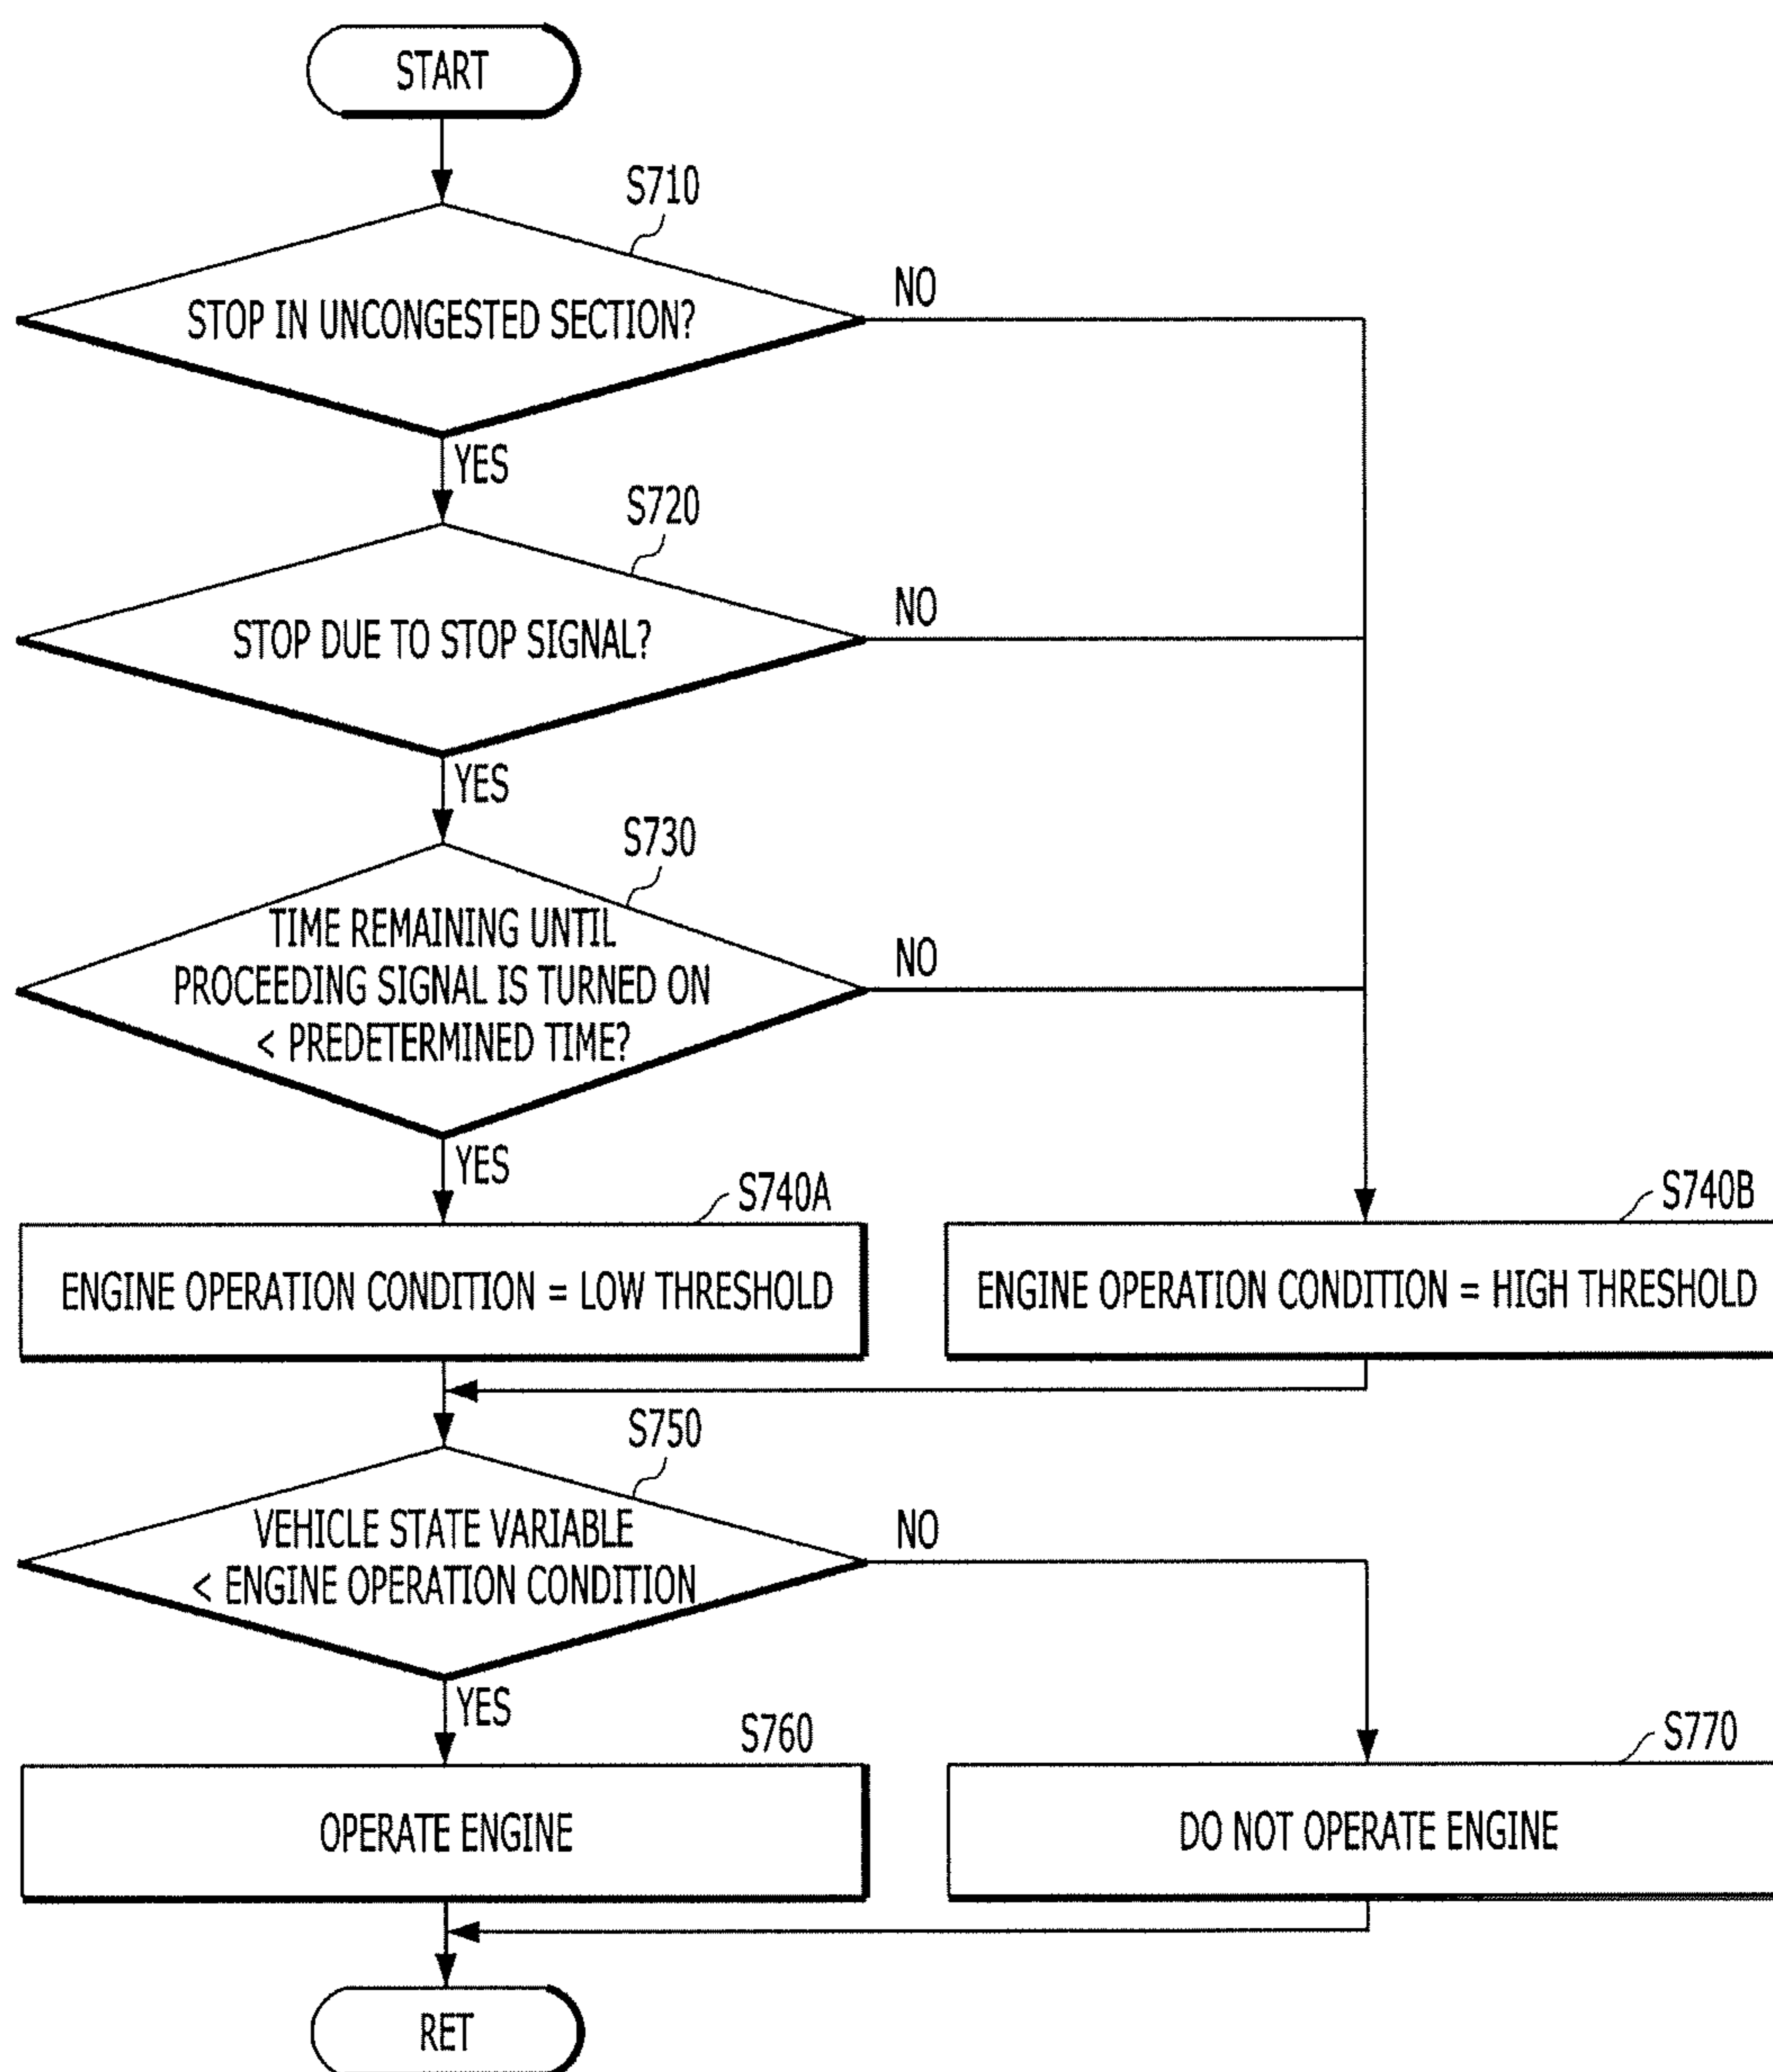 START
S710
STOP IN UNCONGESTED SECTION?
NO
YES
S720
STOP DUE TO STOP SIGNAL?
NO
YES
S730
TIME REMAINING UNTIL
PROCEEDING SIGNAL IS TURNED ON
< PREDETERMINED TIME?
NO
YES
S740A
S740B
ENGINE OPERATION CONDITION = LOW THRESHOLD
ENGINE OPERATION CONDITION = HIGH THRESHOLD
S750
VEHICLE STATE VARIABLE
< ENGINE OPERATION CONDITION
NO
YES
S760
S770
OPERATE ENGINE
DO NOT OPERATE ENGINE
RET